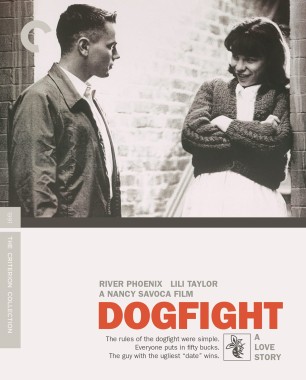 RIVER PHOENIX LILI TAYLOR
A NANCY SAVOCA FILM
DOGFIGHT
The rules of the dogfight were simple.
Everyone puts in fifty bucks.
The guy with the ugliest “date” wins.
A
LOVE
STORY
THE CRITERION COLLECTION